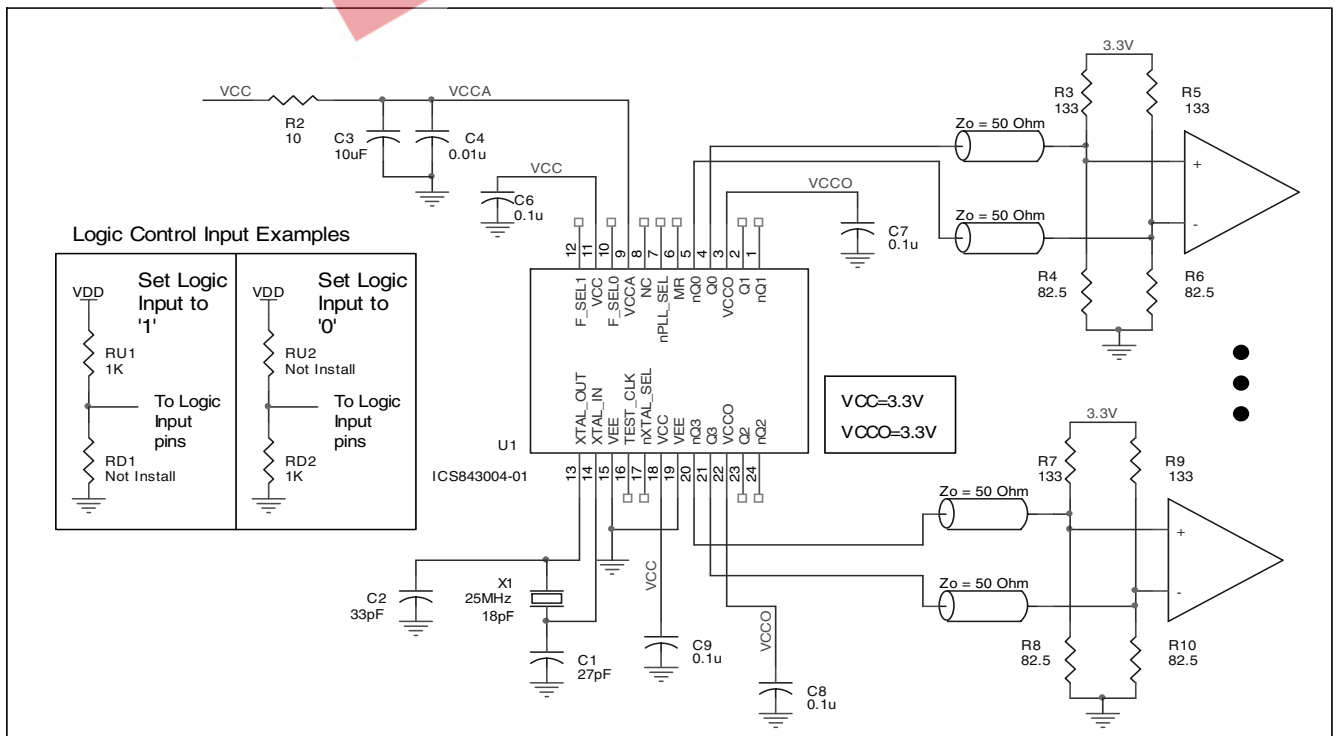 VCC
R2
10
VCCA
C3
10uF
C4
0.01u
VCC
C6
0.1u
VCCO
C7
0.1u
Zo = 50 Ohm
Zo = 50 Ohm
3.3V
R3
133
R5
133
R4
82.5
R6
82.5
+
-
Logic Control Input Examples
Set Logic
Input to
'1'
VDD
RU1
1K
To Logic
Input
pins
RD1
Not Install
Set Logic
Input to
'0'
VDD
RU2
Not Install
To Logic
Input
pins
RD2
1K
12
11
10
9
8
7
6
5
4
3
2
1
F_SEL1
VCC
F_SEL0
VCCA
NC
nPLL_SEL
MR
nQ0
Q0
VCCO
Q1
nQ1
XTAL_OUT
XTAL_IN
VEE
TEST_CLK
nXTAL_SEL
VCC
VEE
nQ3
Q3
VCCO
Q2
nQ2
U1
ICS843004-01
13
14
15
16
17
18
19
20
21
22
23
24
VCC=3.3V
VCCO=3.3V
C2
33pF
X1
25MHz
18pF
C1
27pF
VCC
C9
0.1u
VCCO
C8
0.1u
Zo = 50 Ohm
Zo = 50 Ohm
3.3V
R7
133
R9
133
R8
82.5
R10
82.5
+
-